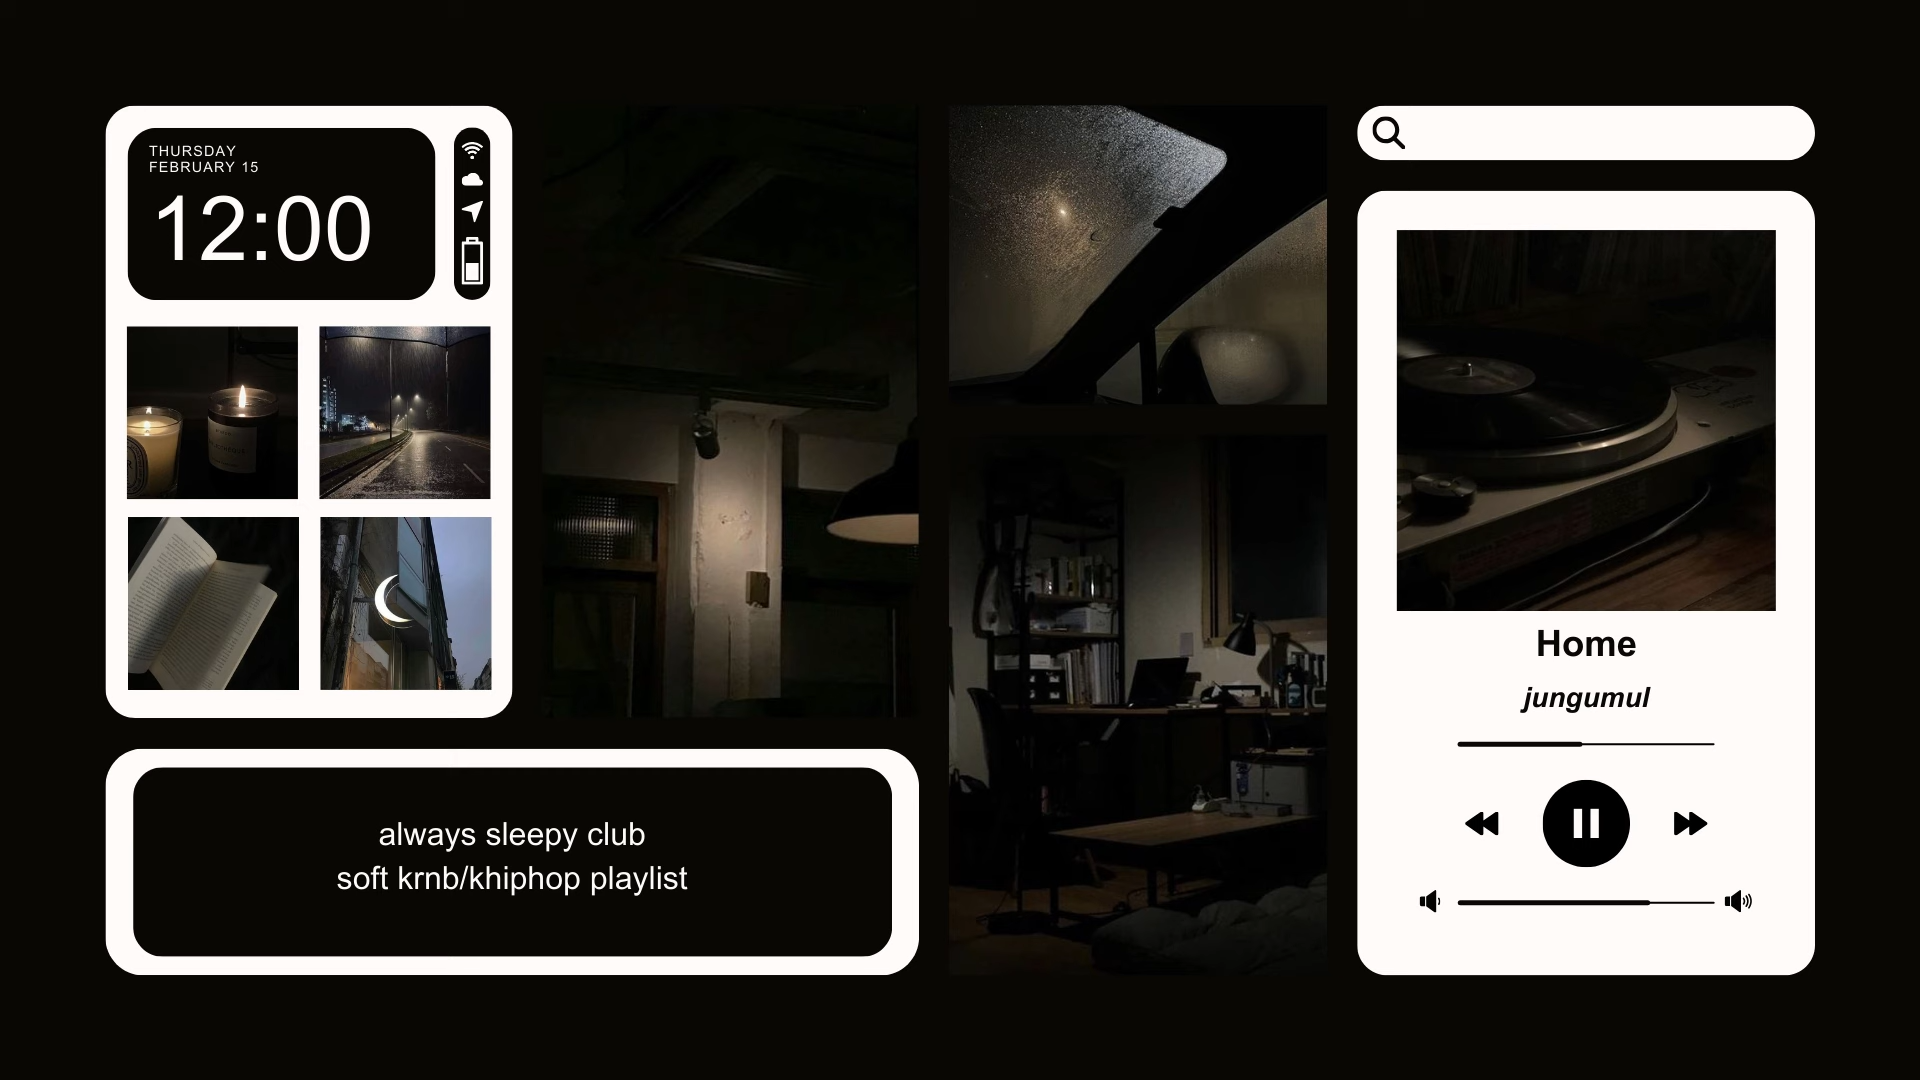 THURSDAY
FEBRUARY 15
12:00
always sleepy club
soft krnb/khiphop playlist
Home
jungumul